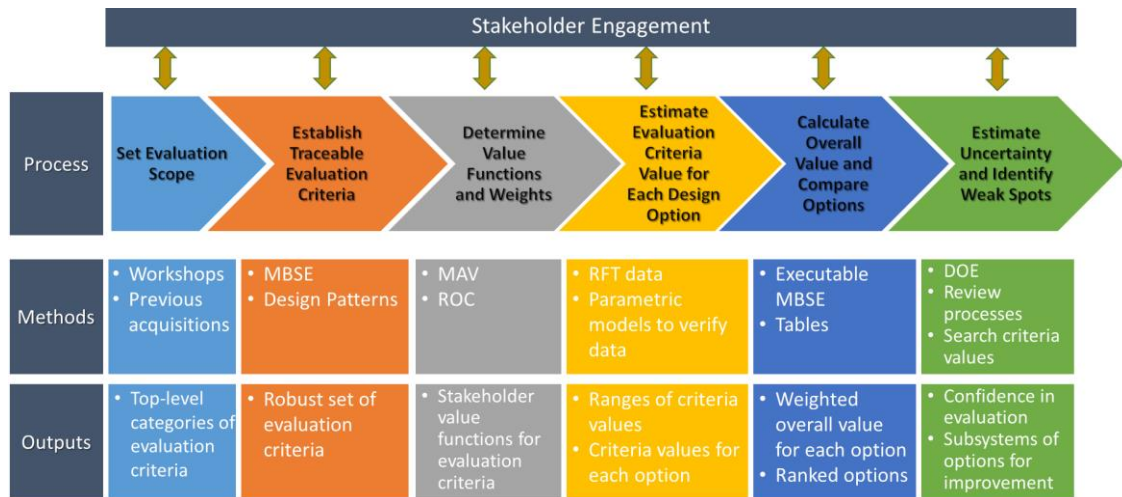 Stakeholder Engagement
Process
Set Evaluation
Scope
Establish
Traceable
Evaluation
Criteria
Determine
Value
Functions
and Weights
Estimate
Evaluation
Criteria
Value for
Each Design
Option
Calculate
Overall
Value and
Compare
Options
Estimate
Uncertainty
and Identify
Weak Spots
Methods
• Workshops
• Previous
acquisitions
• MBSE
• Design Patterns
• MAV
• ROC
• RFT data
• Parametric
models to verify
data
• Executable
MBSE
• Tables
• DOE
• Review
processes
• Search criteria
values
Outputs
• Top-level
categories of
evaluation
criteria
• Robust set of
evaluation
criteria
• Stakeholder
value
functions for
evaluation
criteria
• Ranges of criteria
values
• Criteria values for
each option
• Weighted
overall value
for each option
• Ranked options
• Confidence in
evaluation
• Subsystems of
options for
improvement